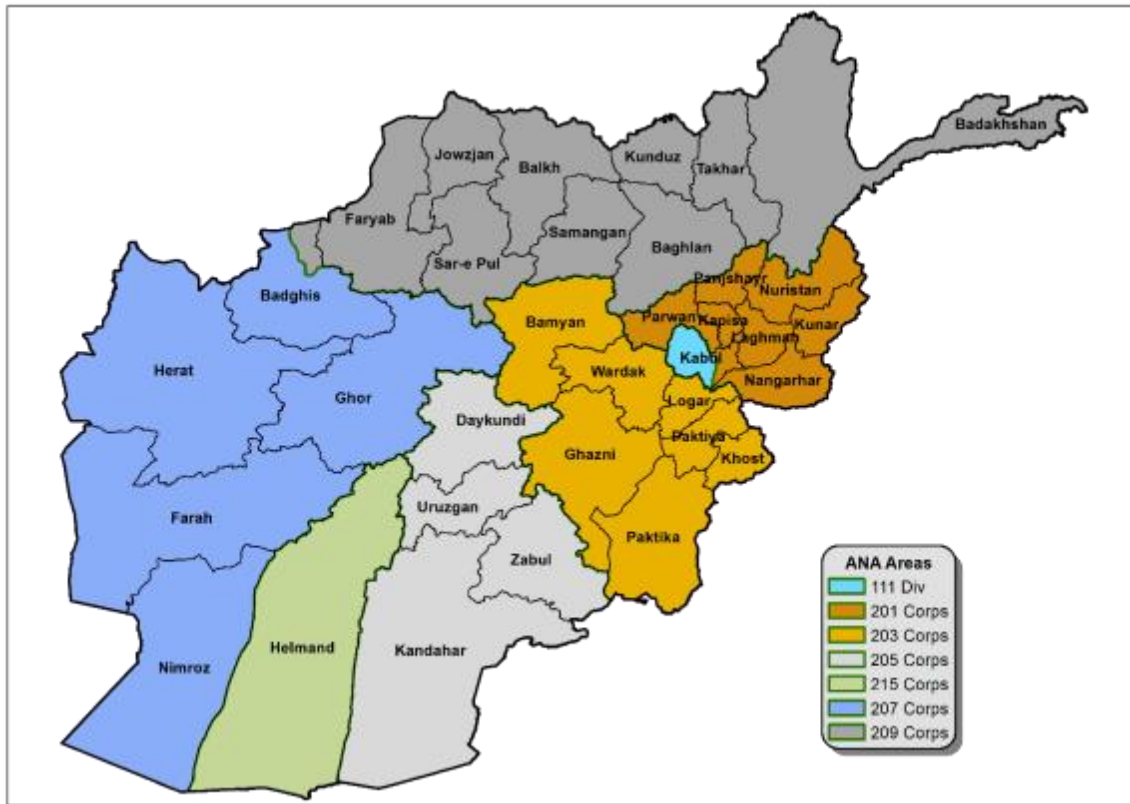 Badakhshan
Jowzjan
Balkh
Kunduz
Takhar
Faryab
Samangan
Baghlan
Sar-e Pul
Panjshayr
Nuristan
Badghis
Parwan
Kapisa
Kunar
Bamyan
Laghman
Kabul
Herat
Wardak
Nangarhar
Ghor
Logar
Daykundi
Paktiya
Ghazni
Khost
Uruzgan
Farah
Paktika
Zabul
Helmand
Kandahar
Nimroz
ANA Areas
111 Div
201 Corps
203 Corps
205 Corps
215 Corps
207 Corps
209 Corps